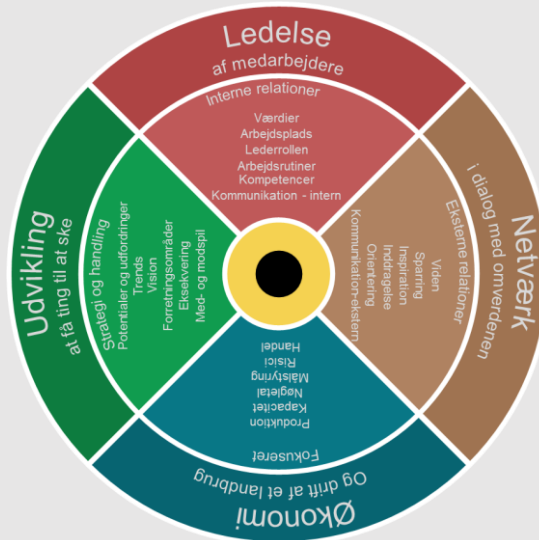 Ledelse
af medarbejdere
Interne relationer
Værdier
Arbejdsplads
Lederrollen
Arbejdsrutiner
Kompetencer
Kommunikation - intern
Netværk
i dialog med omverdenen
Eksterne relationer
Viden
Sparring
Inspiration
Inddragelse
Orientering
Kommunikation-ekstern
Økonomi
Og drift af et landbrug
Fokuseret
Produktion
Kapacitet
Nøgletal
Målstyring
Risici
Handel
Udvikling
at få ting til at ske
Strategi og handling
Potentialer og udfordringer
Trends
Vision
Forretningsområder
Eksekvering
Med- og modspil